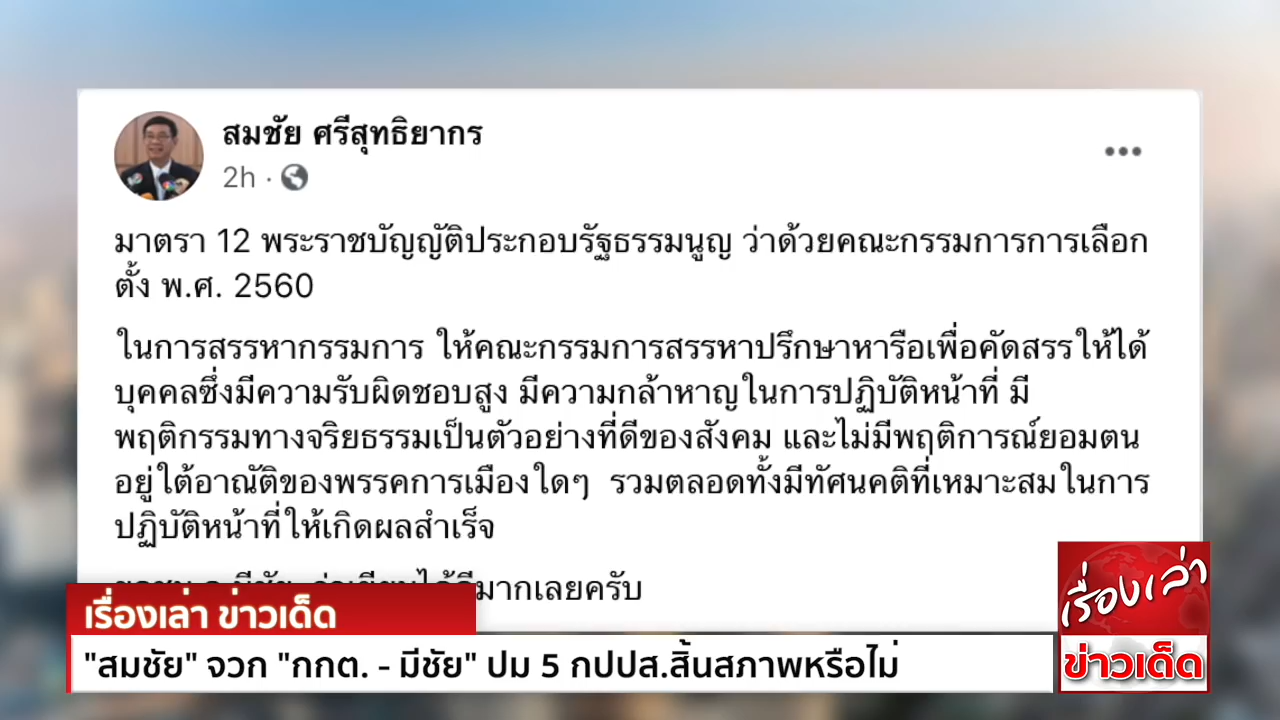 สมชัย ศรีสุทธิยากร
2h ·
มาตรา 12 พระราชบัญญัติประกอบรัฐธรรมนูญ ว่าด้วยคณะกรรมการการเลือก
ตั้ง พ.ศ. 2560
ในการสรรหากรรมการ ให้คณะกรรมการสรรหาปรึกษาหารือเพื่อคัดสรรให้ได้
บุคคลซึ่งมีความรับผิดชอบสูง มีความกล้าหาญในการปฏิบัติหน้าที่ มี
พฤติกรรมทางจริยธรรมเป็นตัวอย่างที่ดีของสังคม และไม่มีพฤติการณ์ยอมตน
อยู่ใต้อาณัติของพรรคการเมืองใดๆ รวมตลอดทั้งมีทัศนคติที่เหมาะสมในการ
ปฏิบัติหน้าที่ให้เกิดผลสำเร็จ
มากเลยครับ
เรื่องเล่า ข่าวเด็ด
"สมชัย" จวก "กกต. - มีชัย" ปม 5 กปปส.สิ้นสภาพหรือไม่
เรื่องเล่า
ข่าวเด็ด